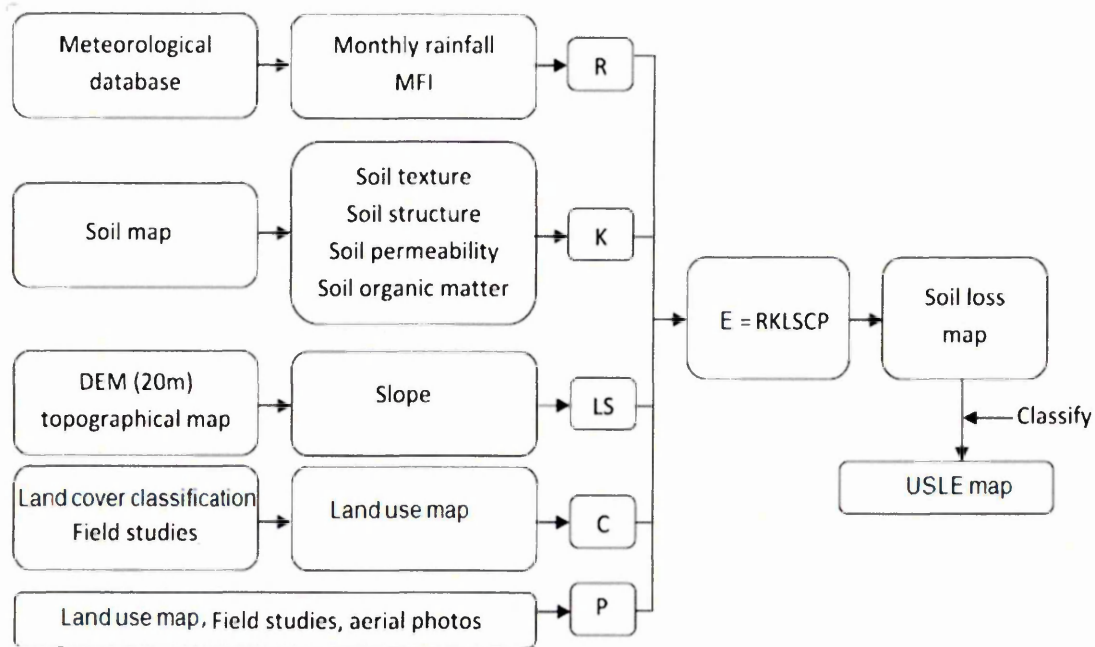 Meteorological
database
Monthly rainfall
MFI
R
Soil map
Soil texture
Soil structure
Soil permeability
Soil organic matter
K
DEM (20m)
topographical map
Slope
LS
Land cover classification
Field studies
Land use map
C
Land use map, Field studies, aerial photos
P
E = RKLSCP
Soil loss
map
Classify
USLE map